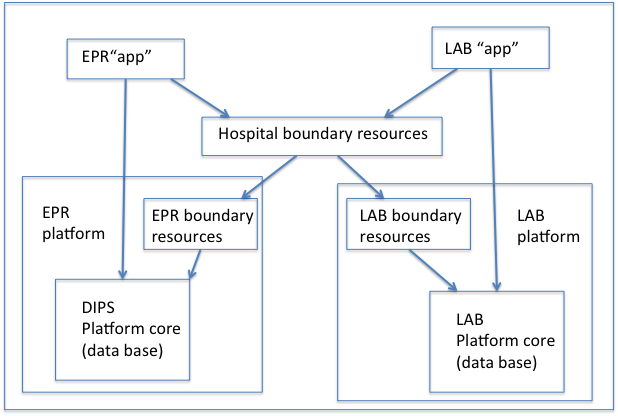 EPR“app”
LAB “app”
Hospital boundary resources
EPR
platform
EPR boundary
resources
LAB boundary
resources
LAB
platform
DIPS
Platform core
(data base)
LAB
Platform core
(data base)